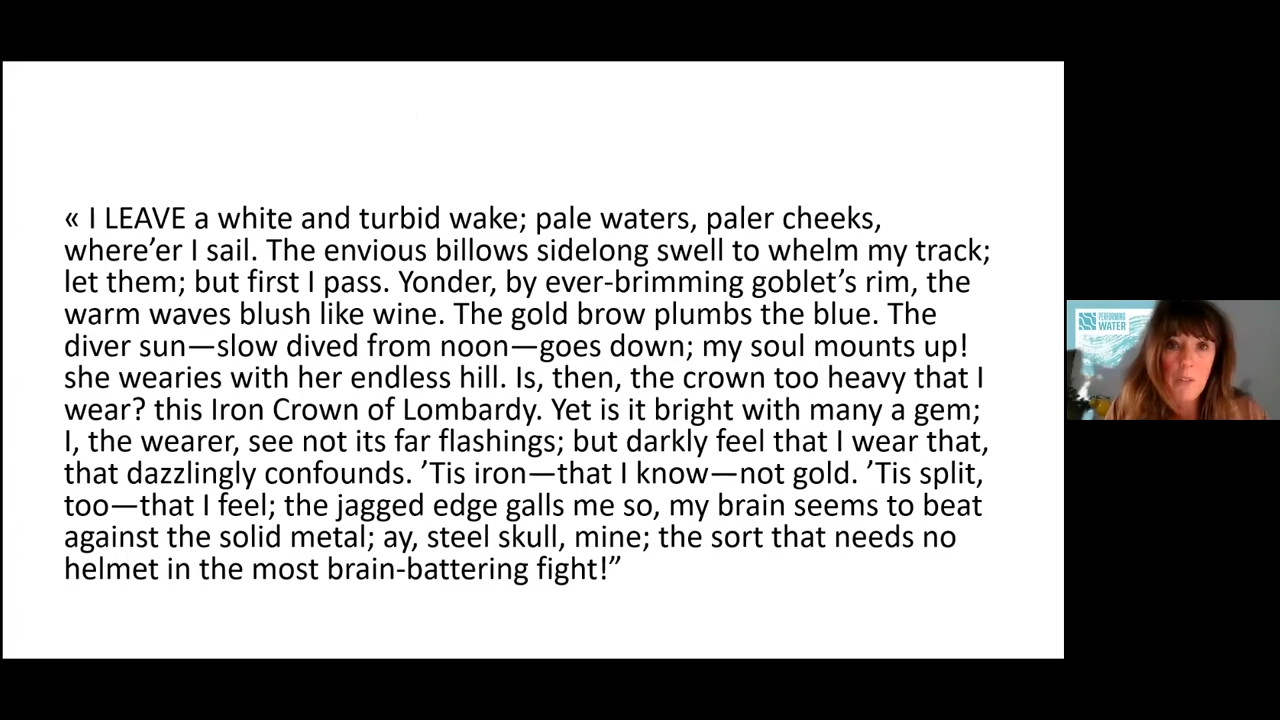 « I LEAVE a white and turbid wake; pale waters, paler cheeks,
where’er I sail. The envious billows sidelong swell to whelm my track;
let them; but first I pass. Yonder, by ever-brimming goblet’s rim, the
warm waves blush like wine. The gold brow plumbs the blue. The
diver sun—slow dived from noon—goes down; my soul mounts up!
she wearies with her endless hill. Is, then, the crown too heavy that I
wear? this Iron Crown of Lombardy. Yet is it bright with many a gem;
I, the wearer, see not its far flashings; but darkly feel that I wear that,
that dazzlingly confounds. ’Tis iron—that I know—not gold. ’Tis split,
too—that I feel; the jagged edge galls me so, my brain seems to beat
against the solid metal; ay, steel skull, mine; the sort that needs no
helmet in the most brain-battering fight!”
PERFORMING
WATER